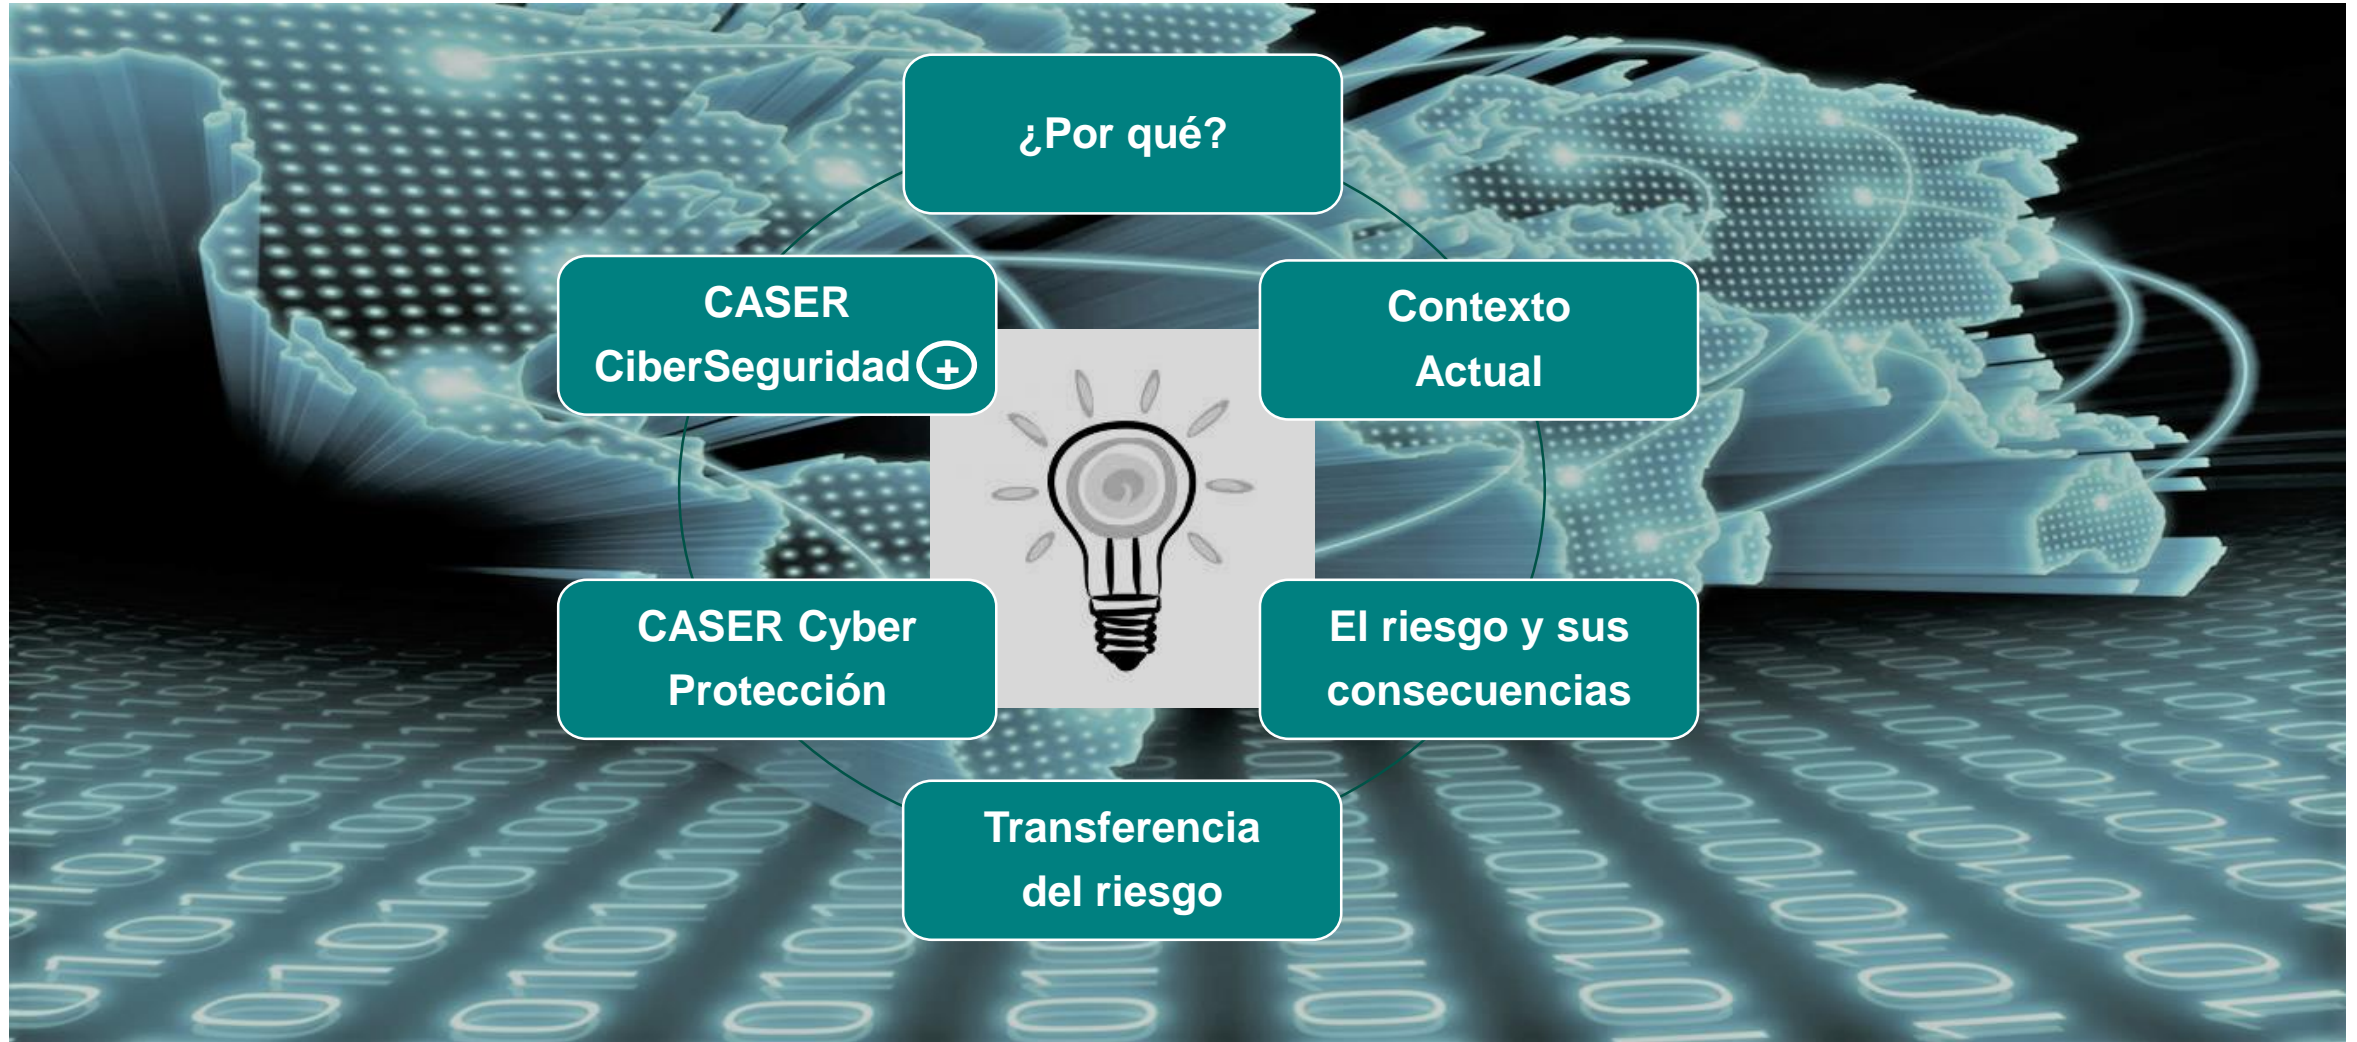 ¿Por qué?
Contexto
Actual
El riesgo y sus
consecuencias
Transferencia
del riesgo
CASER Cyber
Protección
CASER
CiberSeguridad +